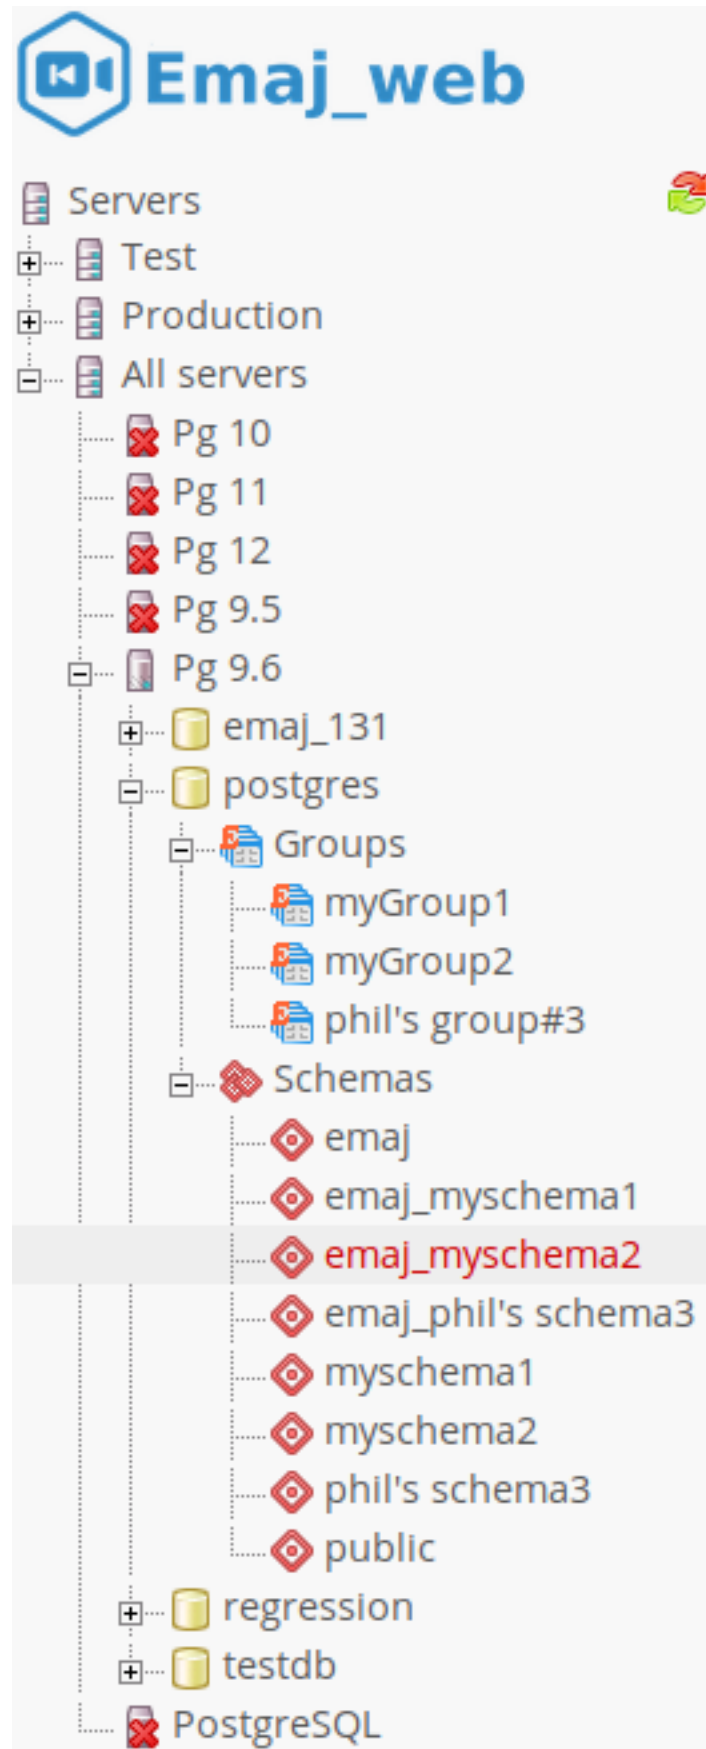 Emaj_web
Servers
Test
Production
All servers
Pg 10
Pg 11
Pg 12
Pg 9.5
Pg 9.6
emaj_131
postgres
Groups
myGroup1
myGroup2
phil's group#3
Schemas
emaj
emaj_myschema1
emaj_myschema2
emaj_phil's schema3
myschema1
myschema2
phil's schema3
public
regression
testdb
PostgreSQL